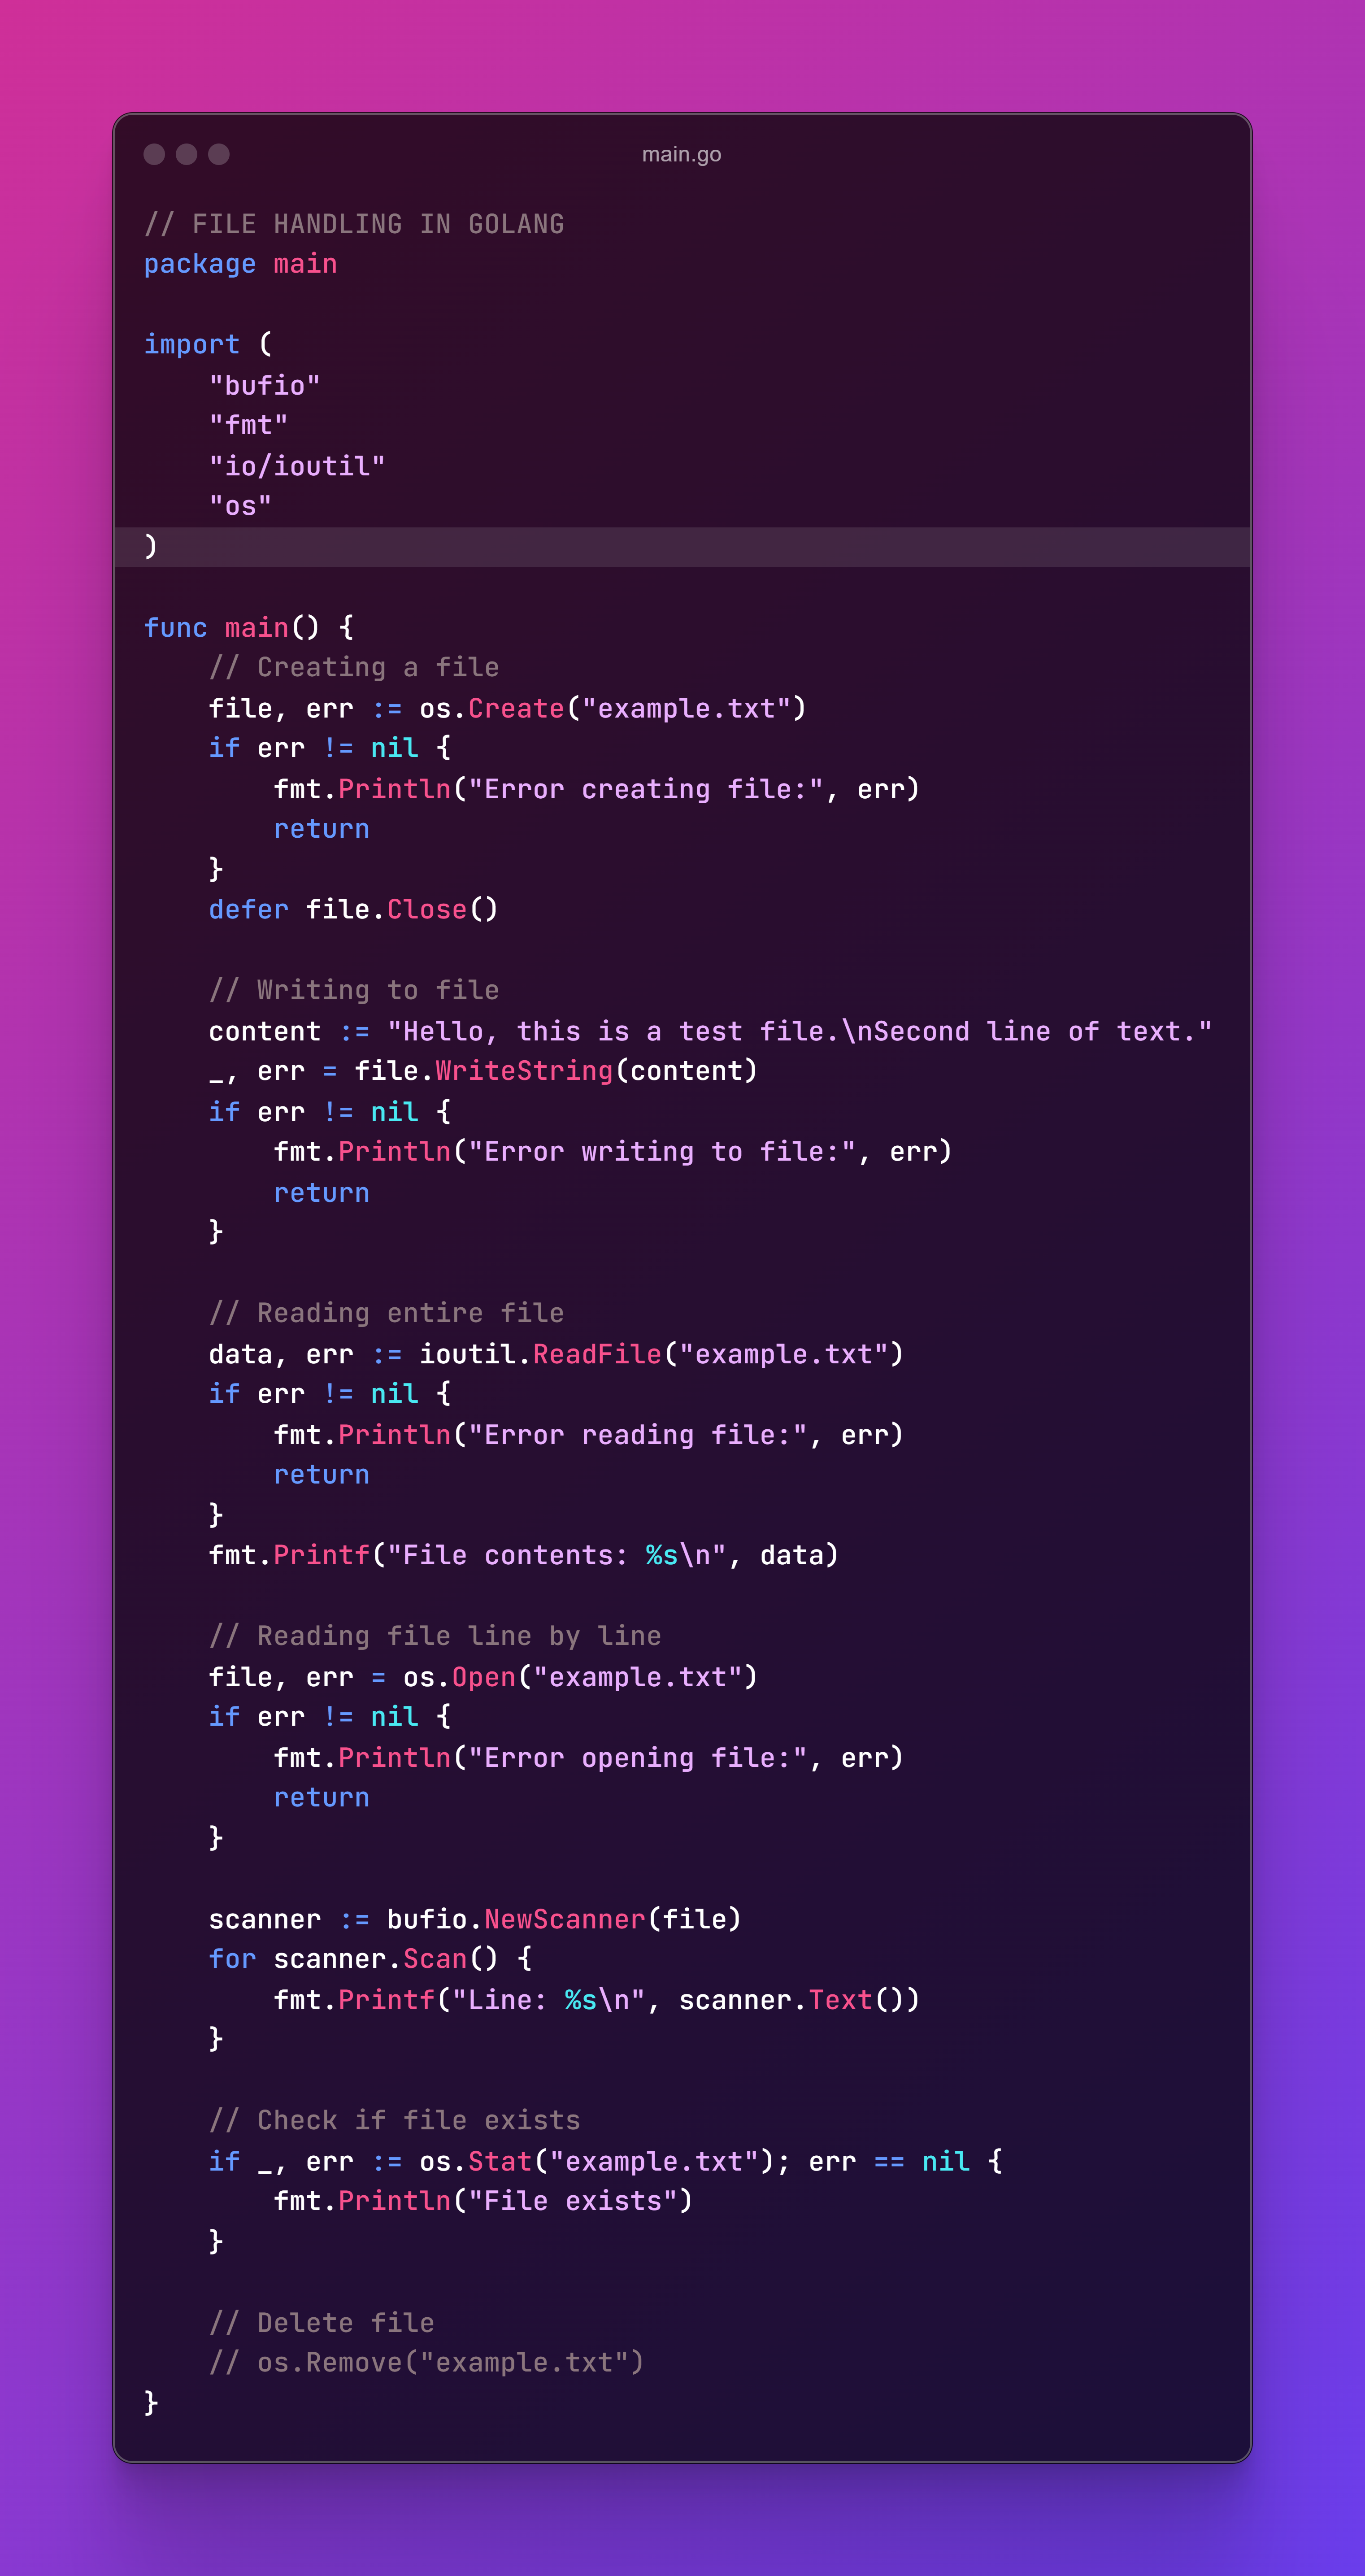 main.go
// FILE HANDLING IN GOLANG
package main

import (
    "bufio"
    "fmt"
    "io/ioutil"
    "os"
)

func main() {
    // Creating a file
    file, err := os.Create("example.txt")
    if err != nil {
        fmt.Println("Error creating file:", err)
        return
    }
    defer file.Close()

    // Writing to file
    content := "Hello, this is a test file.\nSecond line of text."
    _, err = file.WriteString(content)
    if err != nil {
        fmt.Println("Error writing to file:", err)
        return
    }

    // Reading entire file
    data, err := ioutil.ReadFile("example.txt")
    if err != nil {
        fmt.Println("Error reading file:", err)
        return
    }
    fmt.Printf("File contents: %s\n", data)

    // Reading file line by line
    file, err = os.Open("example.txt")
    if err != nil {
        fmt.Println("Error opening file:", err)
        return
    }

    scanner := bufio.NewScanner(file)
    for scanner.Scan() {
        fmt.Printf("Line: %s\n", scanner.Text())
    }

    // Check if file exists
    if _, err := os.Stat("example.txt"); err == nil {
        fmt.Println("File exists")
    }

    // Delete file
    // os.Remove("example.txt")
}